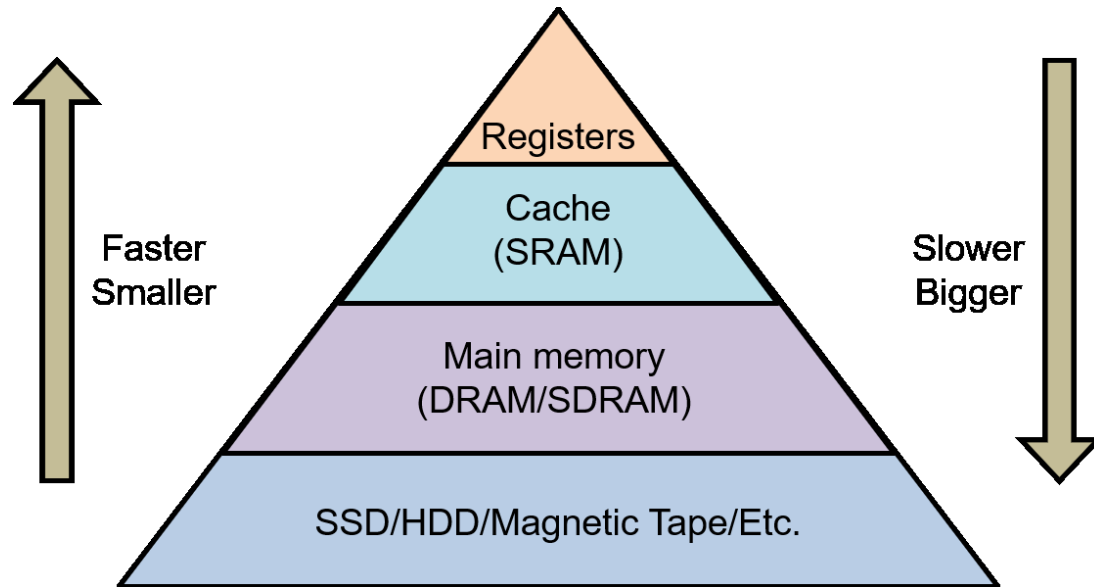 Registers
Cache
(SRAM)
Faster
Smaller
Slower
Bigger
Main memory
(DRAM/SDRAM)
SSD/HDD/Magnetic Tape/Etc.